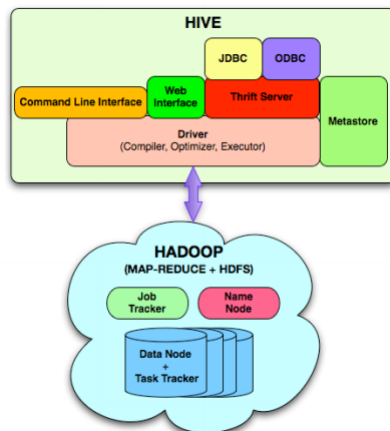 HIVE
JDBC
ODBC
Command Line Interface
Web
Interface
Thrift Server
Metastore
Driver
(Compiler, Optimizer, Executor)
HADOOP
(MAP-REDUCE + HDFS)
Job
Tracker
Name
Node
Data Node
+
Task Tracker